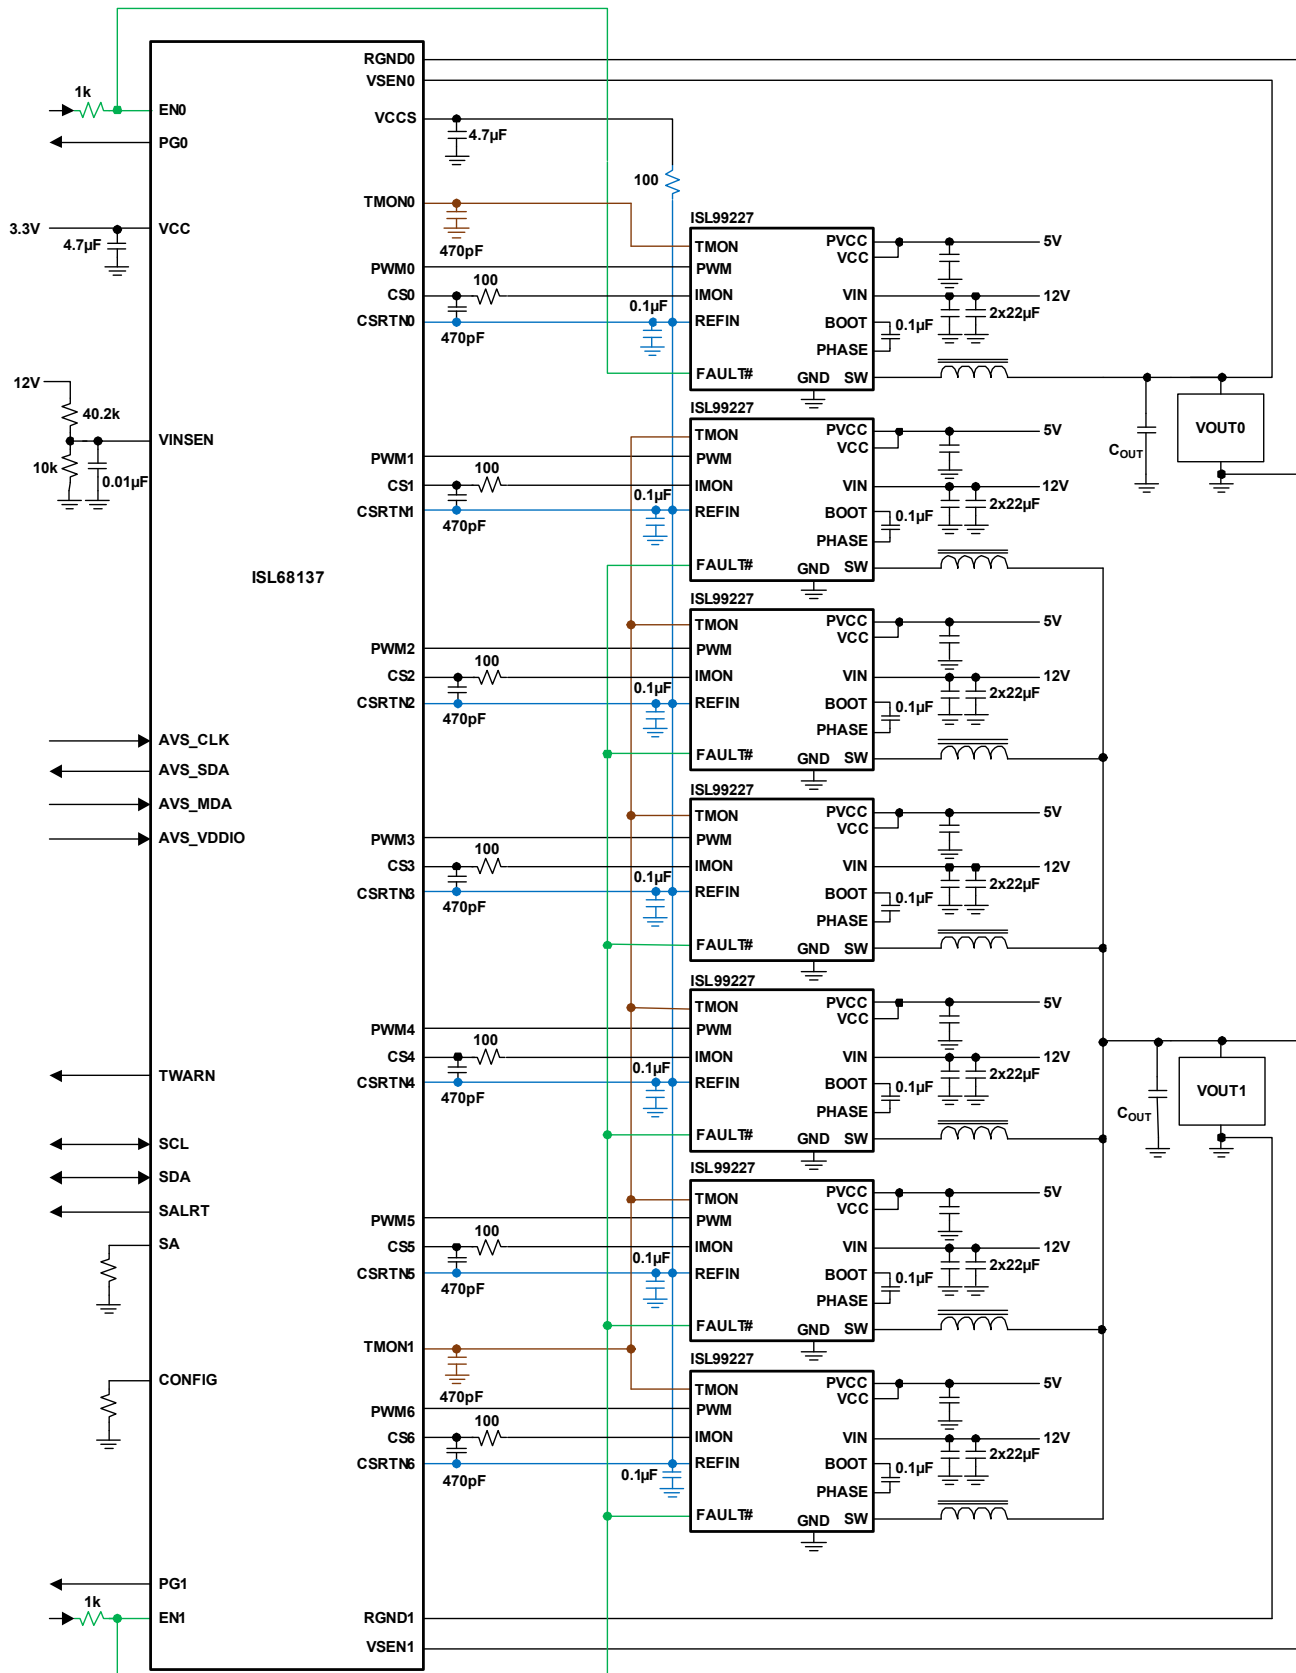 RGND0
VSEN0
1k
EN0
VCCS
4.7µF
PG0
100
TMON0
ISL99227
3.3V
VCC
4.7µF
470pF
TMON
PVCC
VCC
5V
PWM0
PWM
100
CS0
IMON
VIN
12V
0.1µF
2x22µF
CSRTN0
470pF
REFIN
BOOT
0.1µF
PHASE
FAULT#
GND
SW
12V
40.2k
VINSEN
10k
0.01µF
ISL99227
TMON
PVCC
VCC
5V
COUT
VOUT0
PWM1
PWM
100
CS1
IMON
VIN
12V
0.1µF
2x22µF
CSRTN1
470pF
REFIN
BOOT
0.1µF
PHASE
FAULT#
GND
SW
ISL68137
ISL99227
TMON
PVCC
VCC
5V
PWM2
PWM
100
CS2
IMON
VIN
12V
0.1µF
2x22µF
CSRTN2
470pF
REFIN
BOOT
0.1µF
PHASE
FAULT#
GND
SW
AVS_CLK
AVS_SDA
AVS_MDA
AVS_VDDIO
ISL99227
TMON
PVCC
VCC
5V
PWM3
PWM
100
CS3
IMON
VIN
12V
0.1µF
2x22µF
CSRTN3
470pF
REFIN
BOOT
0.1µF
PHASE
FAULT#
GND
SW
ISL99227
TMON
PVCC
VCC
5V
PWM4
PWM
100
CS4
IMON
VIN
12V
0.1µF
2x22µF
CSRTN4
470pF
REFIN
BOOT
0.1µF
PHASE
FAULT#
GND
SW
COUT
VOUT1
TWARN
SCL
SDA
SALRT
SA
ISL99227
TMON
PVCC
VCC
5V
PWM5
PWM
100
CS5
IMON
VIN
12V
0.1µF
2x22µF
CSRTN5
470pF
REFIN
BOOT
0.1µF
PHASE
FAULT#
GND
SW
TMON1
470pF
CONFIG
ISL99227
TMON
PVCC
VCC
5V
PWM6
PWM
100
CS6
IMON
VIN
12V
0.1µF
2x22µF
CSRTN6
470pF
REFIN
BOOT
0.1µF
PHASE
FAULT#
GND
SW
PG1
1k
EN1
RGND1
VSEN1